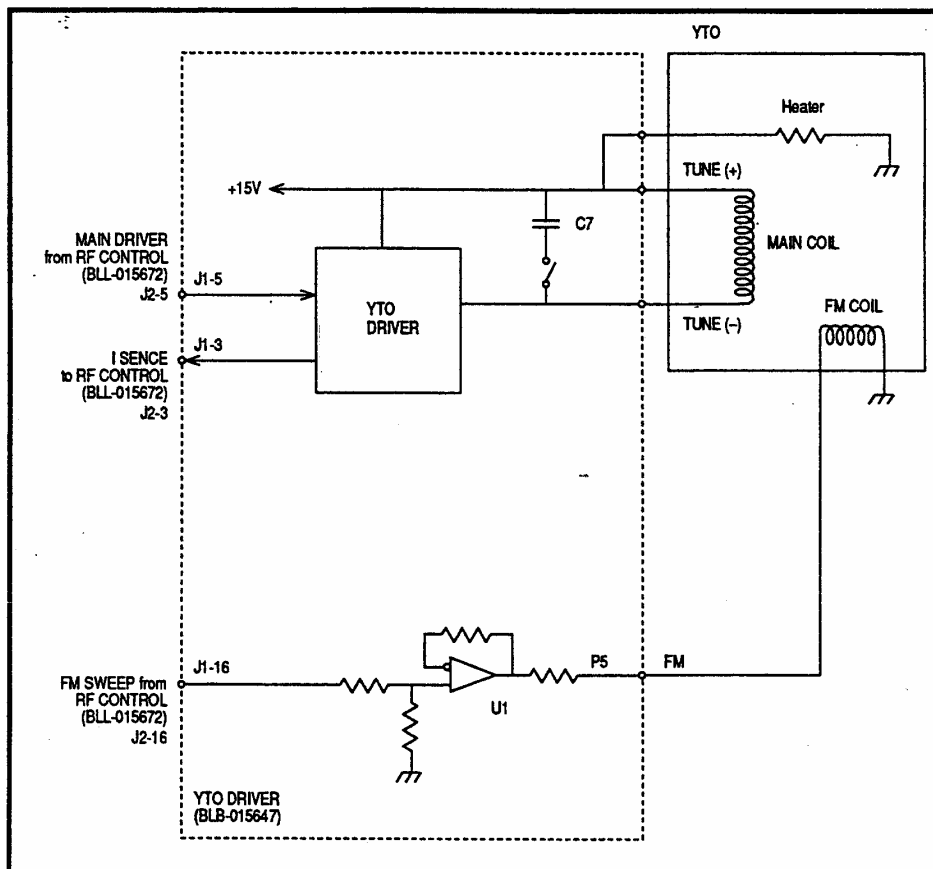 YTO
Heater
TUNE (+)
+15V
C7
MAIN COIL
MAIN DRIVER
from RF CONTROL
(BLL-015672)
J2-5
J1-5
YTO
DRIVER
TUNE (–)
FM COIL
J1-3
I SENCE
to RF CONTROL
(BLL-015672)
J2-3
J1-16
FM SWEEP from
RF CONTROL
(BLL-015672)
J2-16
U1
P5
FM
YTO DRIVER
(BLB-015647)